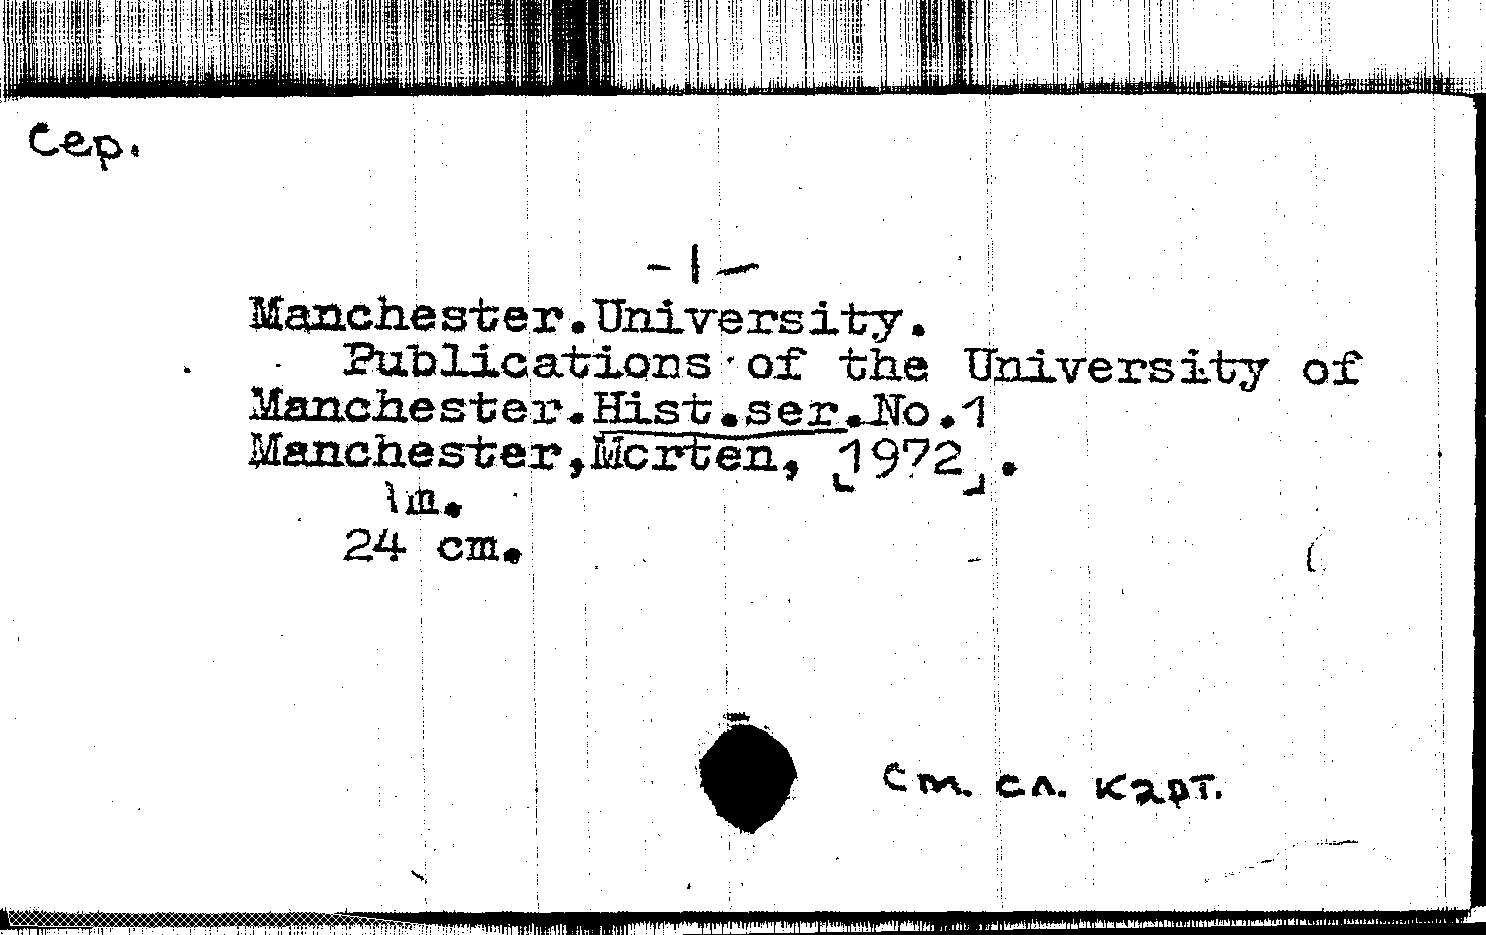 Сер.
-1-
Manchester.University.
Publications of the University of
Manchester.Hist.ser.No.1
Manchester,Morten, [1972].
1m.
24 cm.
См. сл. карт.